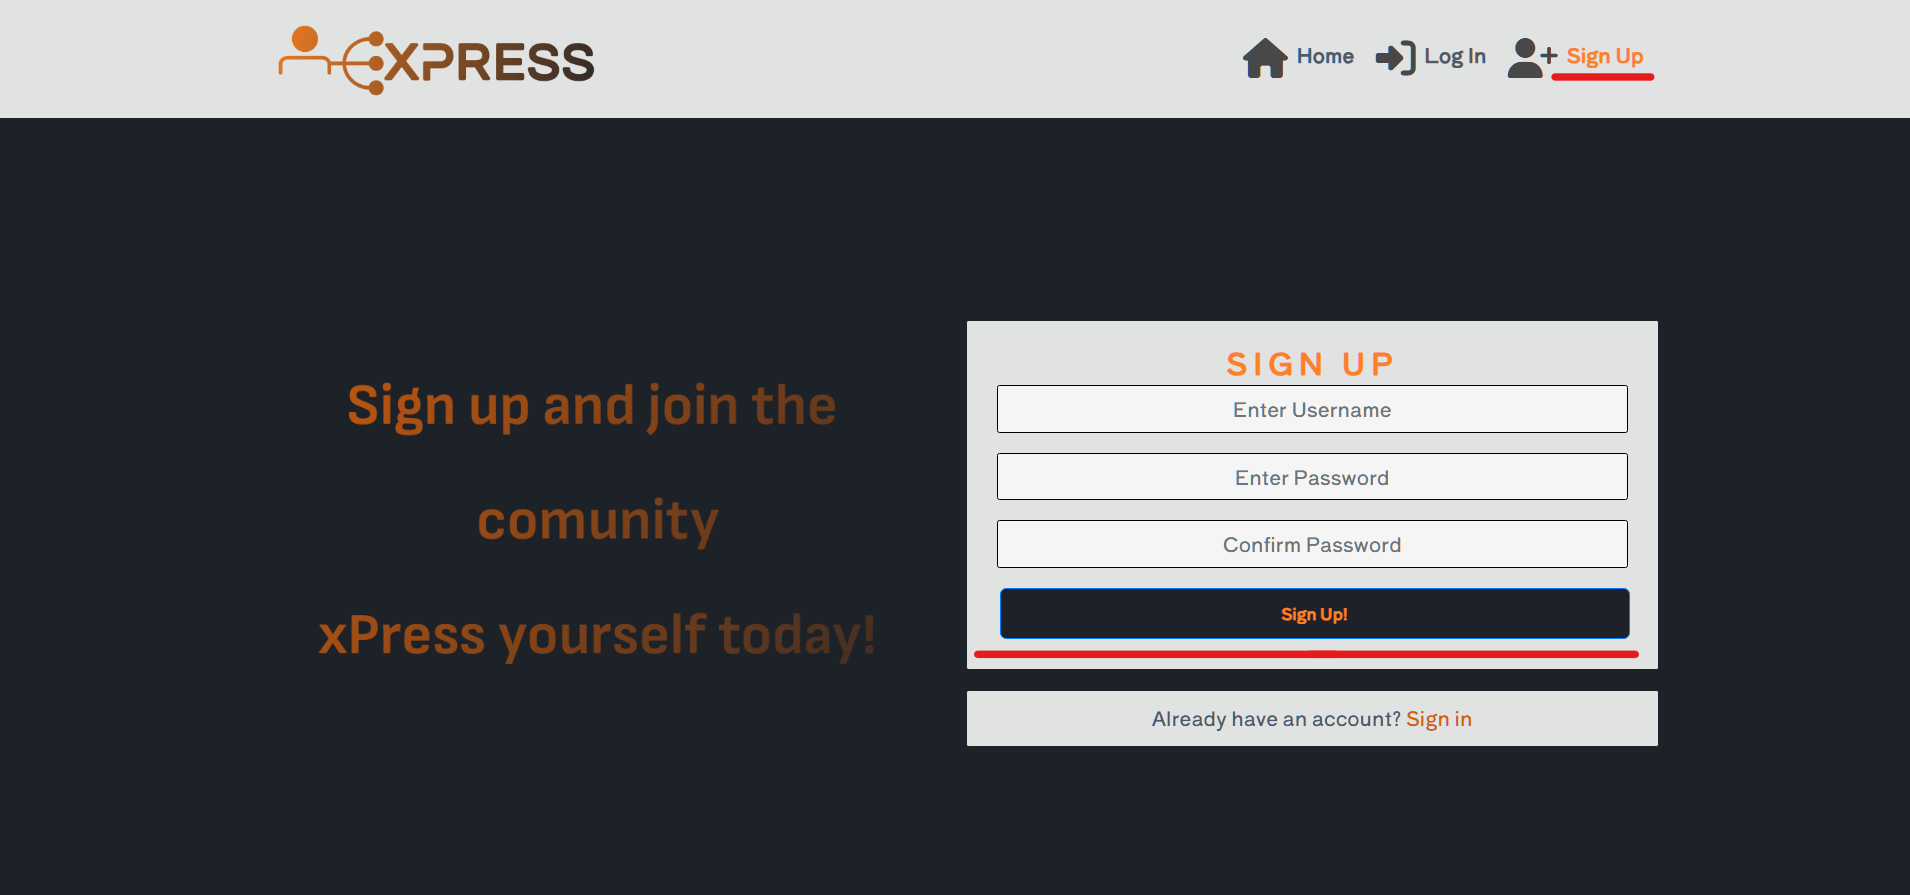 XPRESS
Home
Log In
Sign Up
Sign up and join the
comunity
xPress yourself today!
SIGN UP
Enter Username
Enter Password
Confirm Password
Sign Up!
Already have an account? Sign in